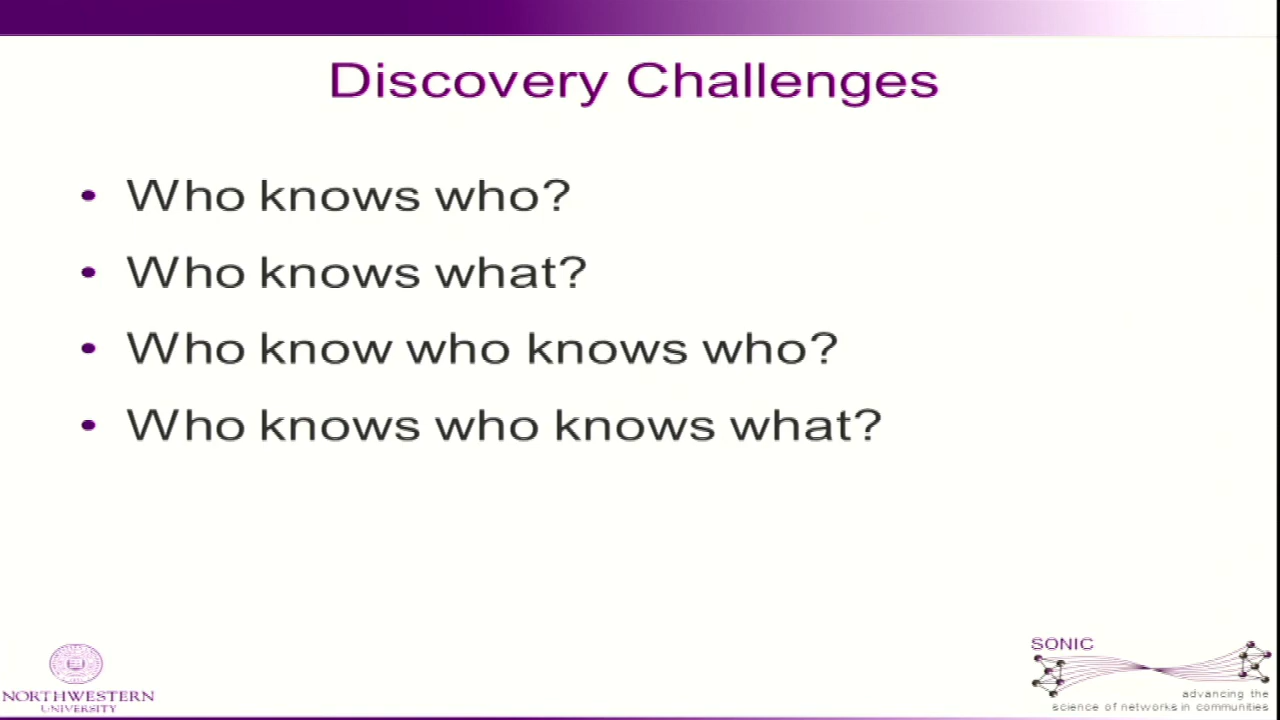 Discovery Challenges
• Who knows who?
• Who knows what?
• Who know who knows who?
• Who knows who knows what?
NORTHWESTERN
UNIVERSITY
SONIC
advancing the
science of networks in communities